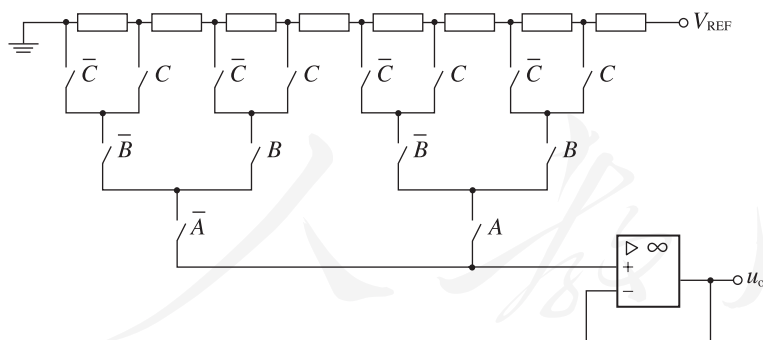 V_REF
C̅ C C̅ C C̅ C C̅ C
B̅ B B̅ B
A̅ A
▷ ∞
+
−
u_o